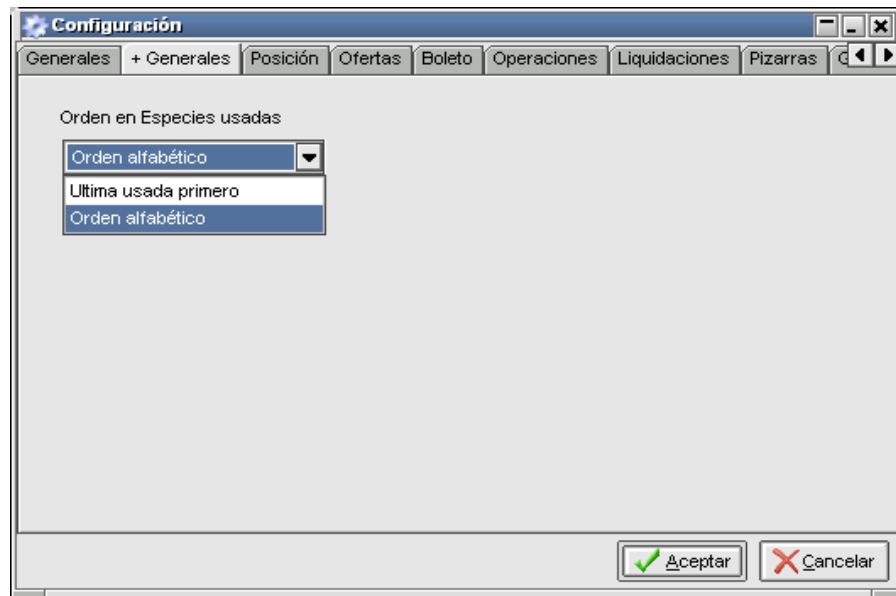 Configuración
Generales + Generales Posición Ofertas Boleto Operaciones Liquidaciones Pizarras
Orden en Especies usadas
Orden alfabético
Ultima usada primero
Orden alfabético
Aceptar Cancelar